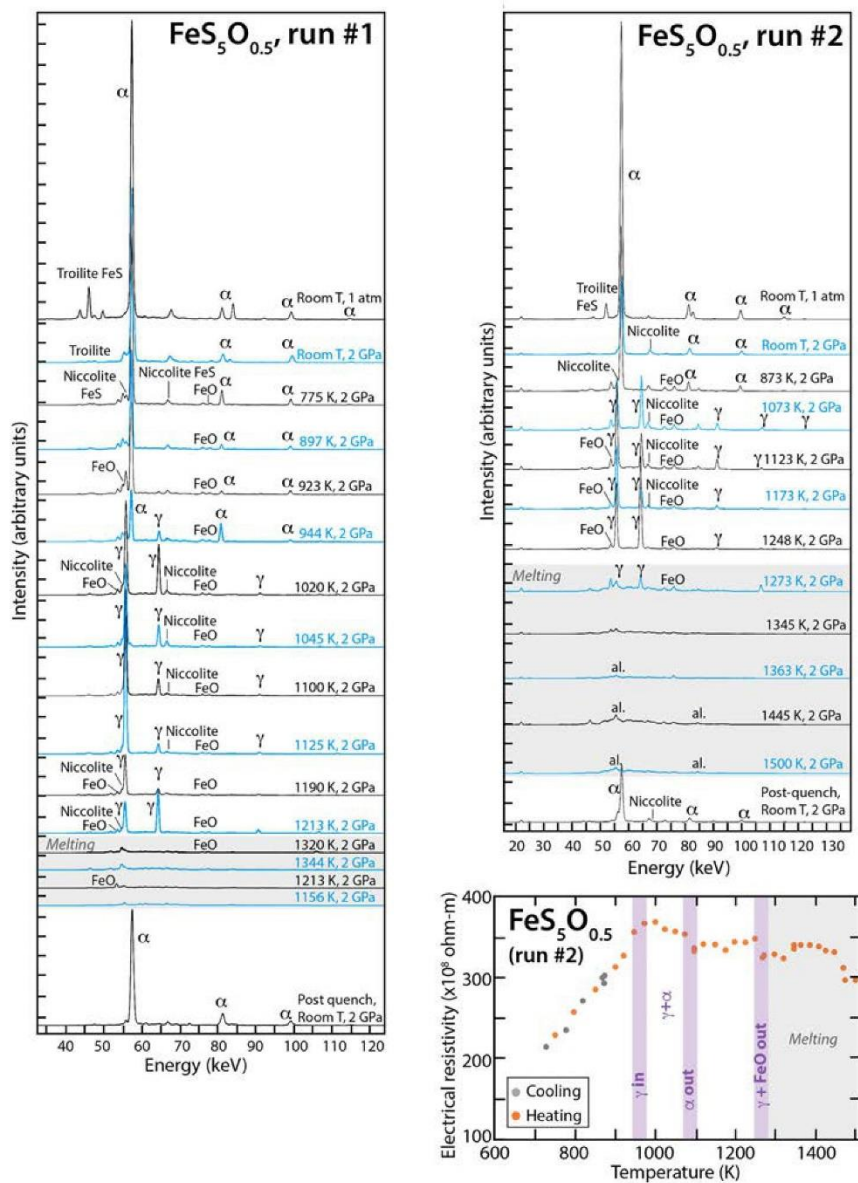 FeS5O0.5, run #1
α
Troilite FeS
α
α
Room T, 1 atm
α
Troilite
α
α
Room T, 2 GPa
Niccolite
FeS
Niccolite FeS
FeO
α
α
775 K, 2 GPa
FeO
α
α
897 K, 2 GPa
FeO
FeO
α
α
923 K, 2 GPa
α
γ
FeO
α
α
944 K, 2 GPa
γ
γ
Niccolite
FeO
Niccolite
FeO
γ
1020 K, 2 GPa
γ
γ
Niccolite
FeO
γ
1045 K, 2 GPa
γ
γ
Niccolite
FeO
γ
1100 K, 2 GPa
γ
γ
Niccolite
FeO
γ
1125 K, 2 GPa
Niccolite
FeO
γ
γ
FeO
1190 K, 2 GPa
Niccolite
FeO
γ
γ
FeO
1213 K, 2 GPa
Melting
FeO
1320 K, 2 GPa
1344 K, 2 GPa
FeO
1213 K, 2 GPa
1156 K, 2 GPa
α
α
α
Post quench,
Room T, 2 GPa
Intensity (arbitrary units)
40 50 60 70 80 90 100 110 120
Energy (keV)
FeS5O0.5, run #2
α
Troilite
FeS
α
α
Room T, 1 atm
α
Niccolite
α
α
Room T, 2 GPa
Niccolite
FeO
α
α
873 K, 2 GPa
γ
γ
Niccolite
FeO
γ
1073 K, 2 GPa
γ
γ
FeO
γ
γ
Niccolite
FeO
γ
γ
1123 K, 2 GPa
FeO
γ
γ
Niccolite
FeO
γ
1173 K, 2 GPa
FeO
γ
FeO
γ
1248 K, 2 GPa
Melting
γ
γ
FeO
1273 K, 2 GPa
1345 K, 2 GPa
al.
1363 K, 2 GPa
al.
al.
1445 K, 2 GPa
al.
al.
1500 K, 2 GPa
α
Niccolite
α
α
Post-quench,
Room T, 2 GPa
Intensity (arbitrary units)
20 30 40 50 60 70 80 90 100 110 120 130
Energy (keV)
FeS5O0.5
(run #2)
Electrical resistivity (x10⁸ ohm-m)
400
300
200
100
γ in
γ+α
α out
γ + FeO out
Melting
Cooling
Heating
600 800 1000 1200 1400
Temperature (K)